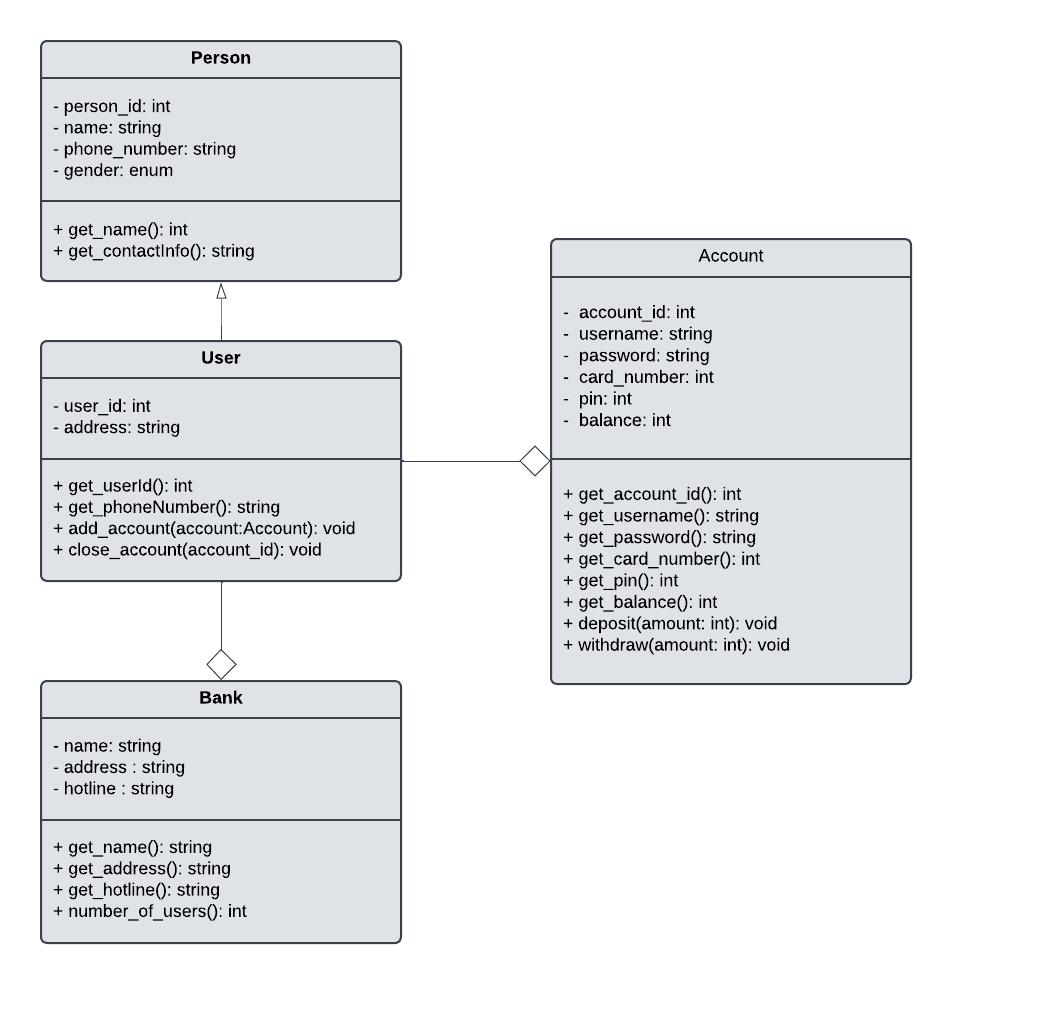 Person
- person_id: int
- name: string
- phone_number: string
- gender: enum
+ get_name(): int
+ get_contactInfo(): string
User
- user_id: int
- address: string
+ get_userId(): int
+ get_phoneNumber(): string
+ add_account(account:Account): void
+ close_account(account_id): void
Account
- account_id: int
- username: string
- password: string
- card_number: int
- pin: int
- balance: int
+ get_account_id(): int
+ get_username(): string
+ get_password(): string
+ get_card_number(): int
+ get_pin(): int
+ get_balance(): int
+ deposit(amount: int): void
+ withdraw(amount: int): void
Bank
- name: string
- address : string
- hotline : string
+ get_name(): string
+ get_address(): string
+ get_hotline(): string
+ number_of_users(): int